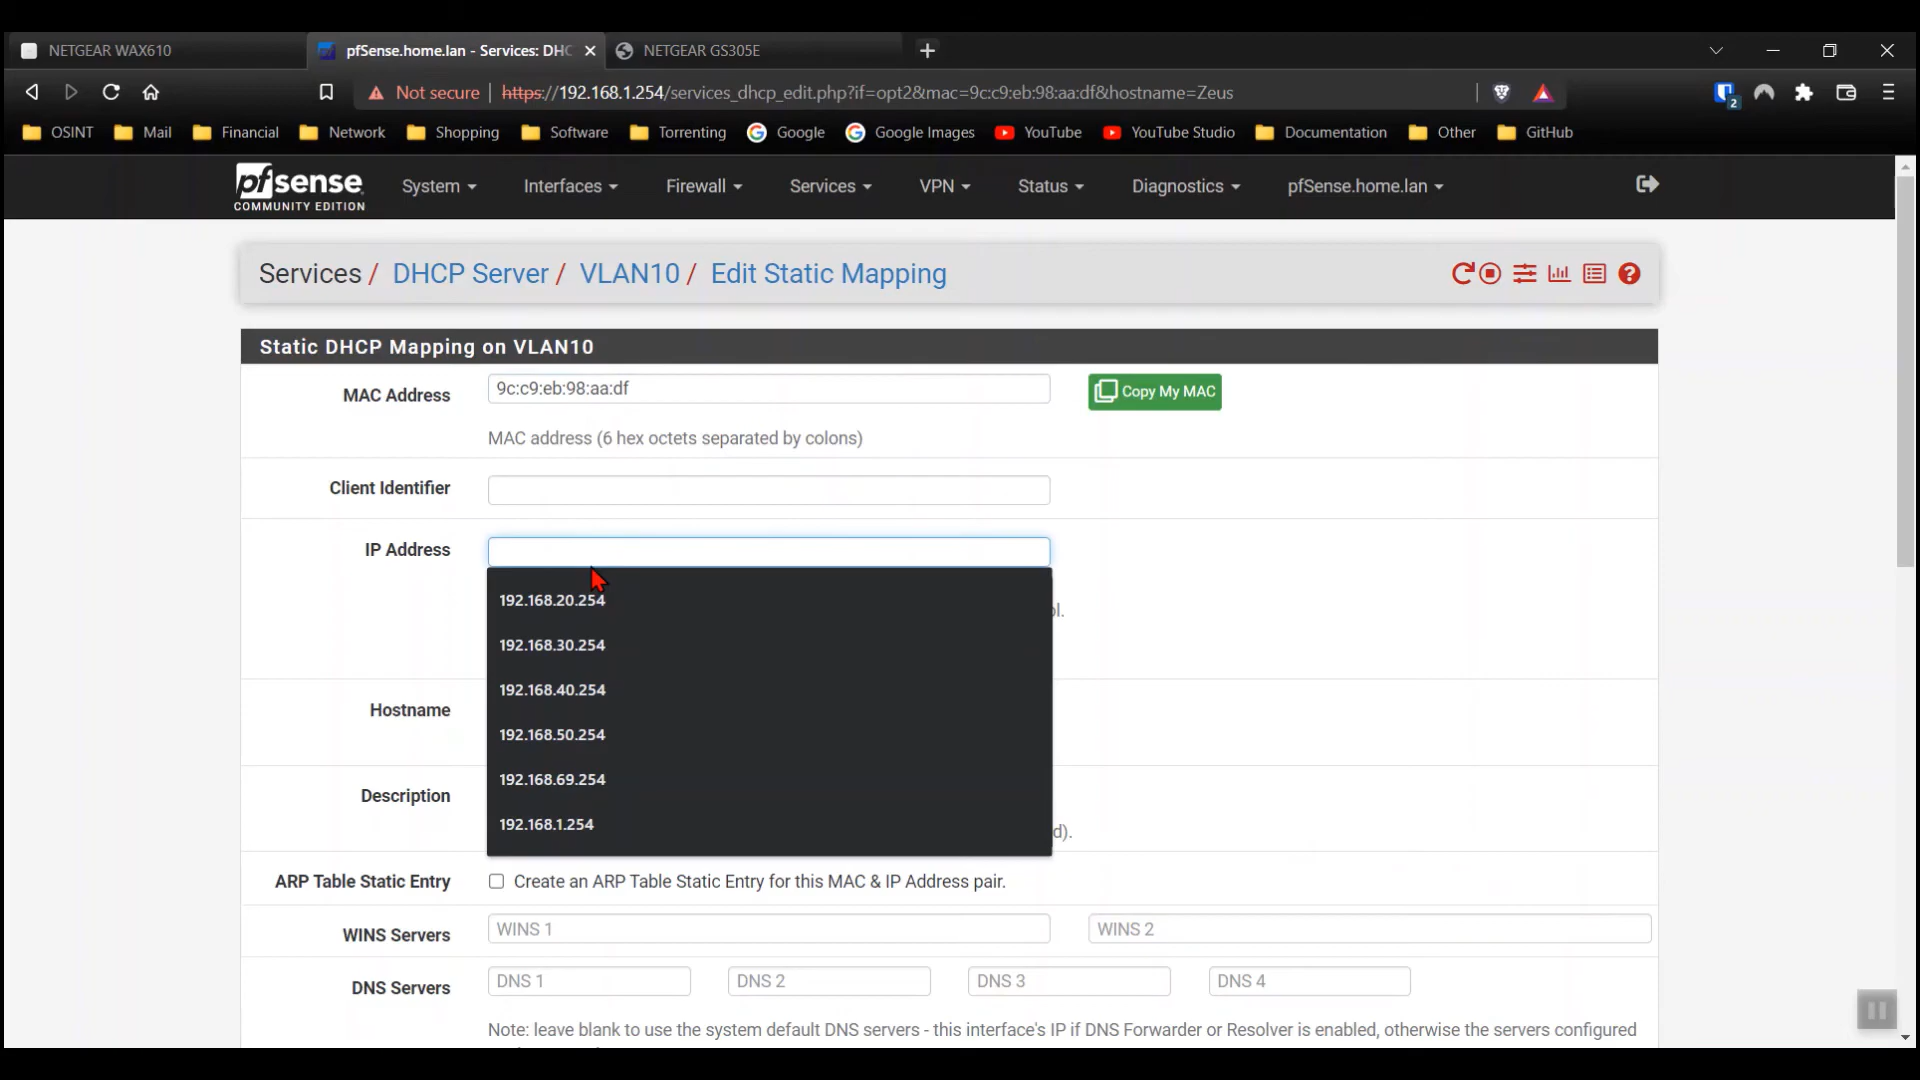 NETGEAR WAX610
pfSense.home.lan - Services: DHC
NETGEAR GS305E
Not secure | https://192.168.1.254/services_dhcp_edit.php?if=opt2&mac=9c:c9:eb:98:aa:df&hostname=Zeus
2
OSINT Mail Financial Network Shopping Software Torrenting Google Google Images YouTube YouTube Studio Documentation Other GitHub
pfsense
COMMUNITY EDITION
System Interfaces Firewall Services VPN Status Diagnostics pfSense.home.lan
Services / DHCP Server / VLAN10 / Edit Static Mapping
Static DHCP Mapping on VLAN10
MAC Address 9c:c9:eb:98:aa:df Copy My MAC
MAC address (6 hex octets separated by colons)
Client Identifier
IP Address
192.168.20.254
ol.
192.168.30.254
192.168.40.254
Hostname
192.168.50.254
192.168.69.254
Description
192.168.1.254
d).
ARP Table Static Entry Create an ARP Table Static Entry for this MAC & IP Address pair.
WINS Servers WINS 1 WINS 2
DNS Servers DNS 1 DNS 2 DNS 3 DNS 4
Note: leave blank to use the system default DNS servers - this interface's IP if DNS Forwarder or Resolver is enabled, otherwise the servers configured